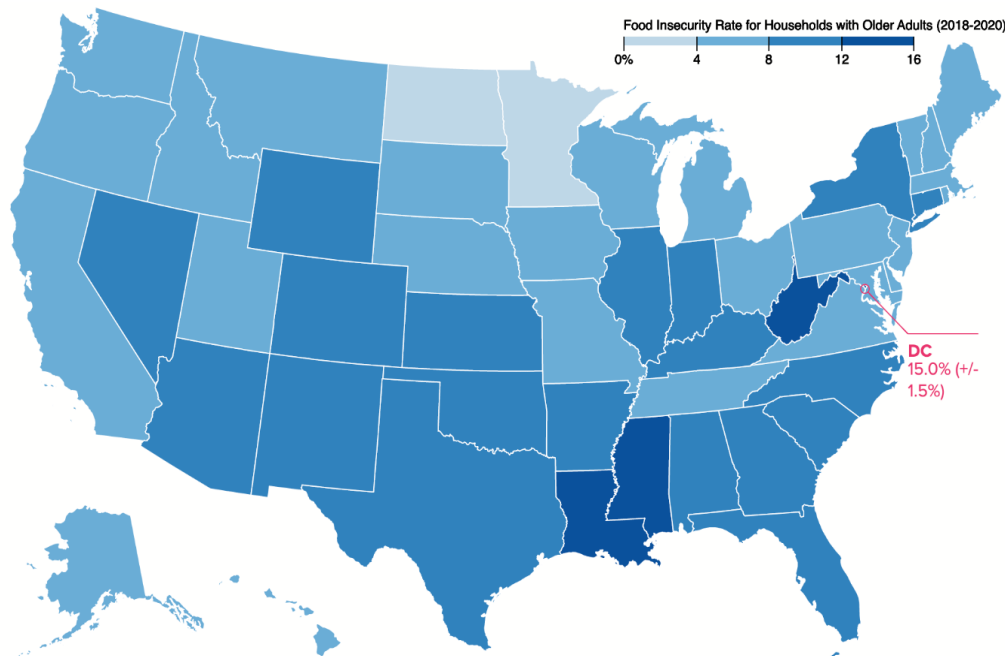 Food Insecurity Rate for Households with Older Adults (2018-2020)
0% 4 8 12 16
DC
15.0% (+/-
1.5%)